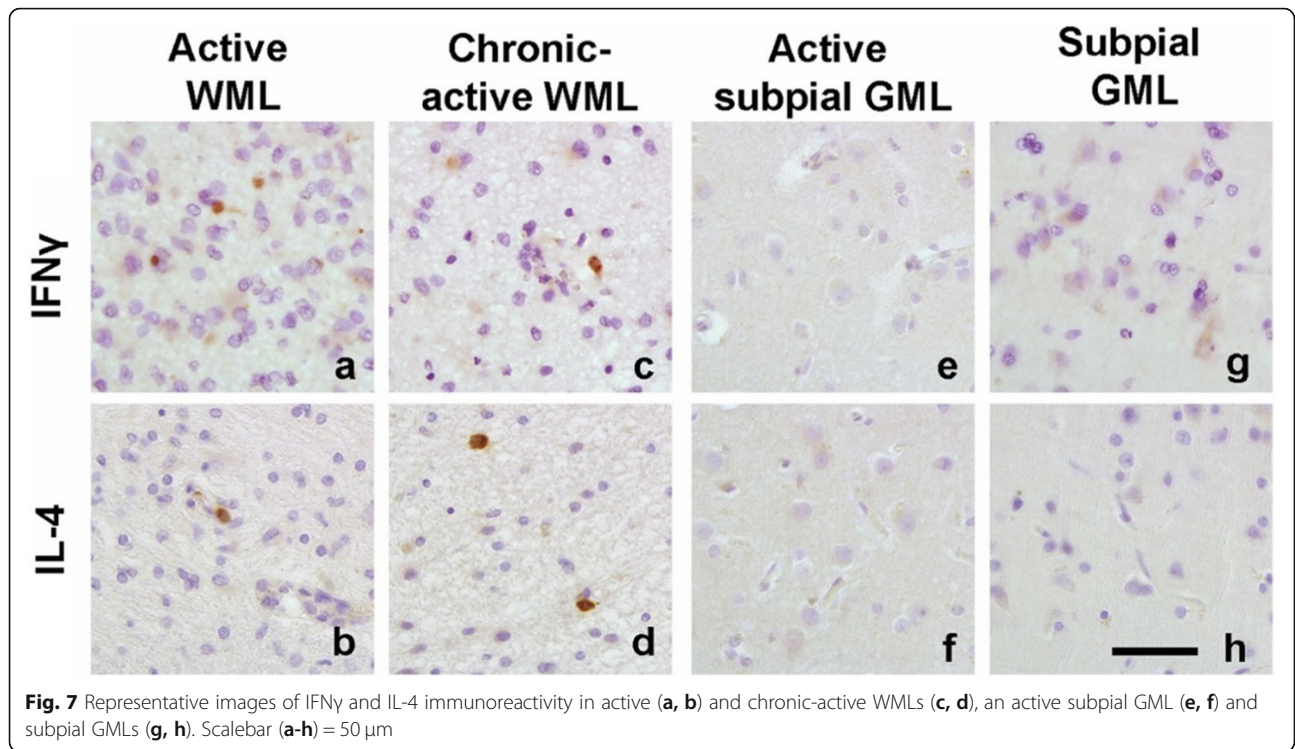 Active WML
Chronic-active WML
Active subpial GML
Subpial GML
IFNγ
a
c
e
g
IL-4
b
d
f
h
Fig. 7 Representative images of IFNγ and IL-4 immunoreactivity in active (a, b) and chronic-active WMLs (c, d), an active subpial GML (e, f) and
subpial GMLs (g, h). Scalebar (a-h) = 50 μm